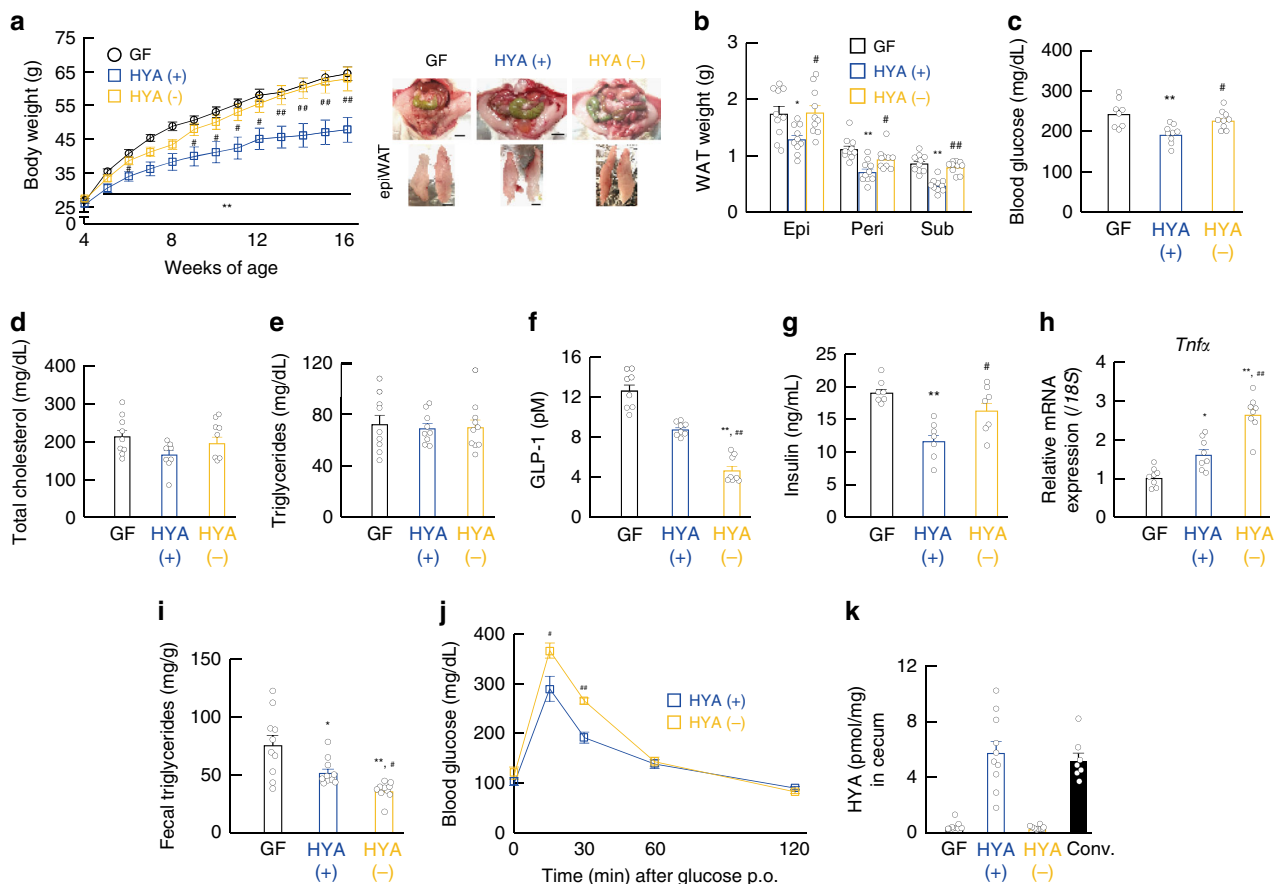 a
Body weight (g)
75
65
55
45
35
25
0
4
8
12
16
Weeks of age
GF
HYA (+)
HYA (-)
#
#
#
#
#
##
##
##
##
**
GF
HYA (+)
HYA (−)
epiWAT
b
WAT weight (g)
3
2
1
0
GF
HYA (+)
HYA (−)
*
#
**
#
**
##
Epi
Peri
Sub
c
Blood glucose (mg/dL)
400
300
200
100
0
**
#
GF
HYA
(+)
HYA
(−)
d
Total cholesterol (mg/dL)
400
300
200
100
0
GF
HYA
(+)
HYA
(−)
e
Triglycerides (mg/dL)
120
80
40
0
GF
HYA
(+)
HYA
(−)
f
GLP-1 (pM)
16
12
8
4
0
**, ##
GF
HYA
(+)
HYA
(−)
g
Insulin (ng/mL)
25
20
15
10
5
0
**
#
GF
HYA
(+)
HYA
(−)
h
Tnfα
Relative mRNA
expression (/18S)
4
3
2
1
0
*
**, ##
GF
HYA
(+)
HYA
(−)
i
Fecal triglycerides (mg/g)
150
100
50
0
*
**, #
GF
HYA
(+)
HYA
(−)
j
Blood glucose (mg/dL)
400
300
200
100
0
#
##
HYA (+)
HYA (−)
0
30
60
120
Time (min) after glucose p.o.
k
HYA (pmol/mg)
in cecum
12
8
4
0
GF
HYA
(+)
HYA
(−)
Conv.